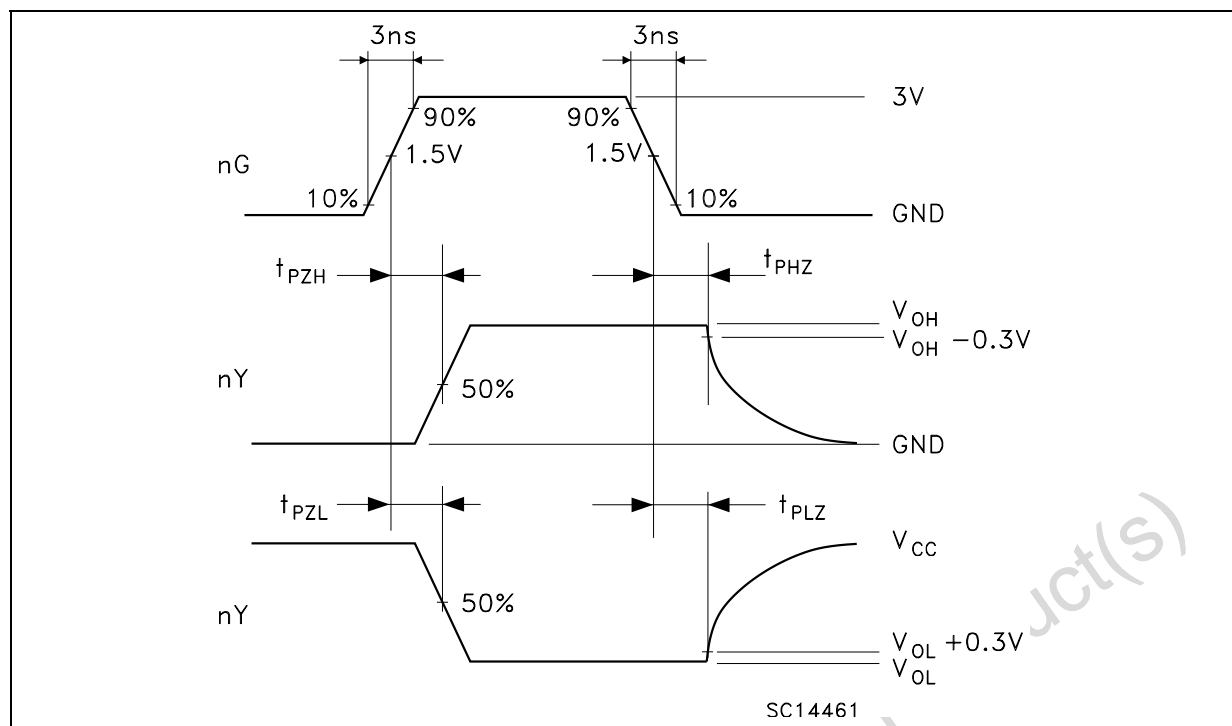 3ns 3ns
3V
90% 90%
nG 1.5V 1.5V
10% 10%
GND
tPZH tPHZ
VOH
VOH −0.3V
nY 50%
GND
tPZL tPLZ
VCC
nY 50%
VOL +0.3V
VOL
SC14461